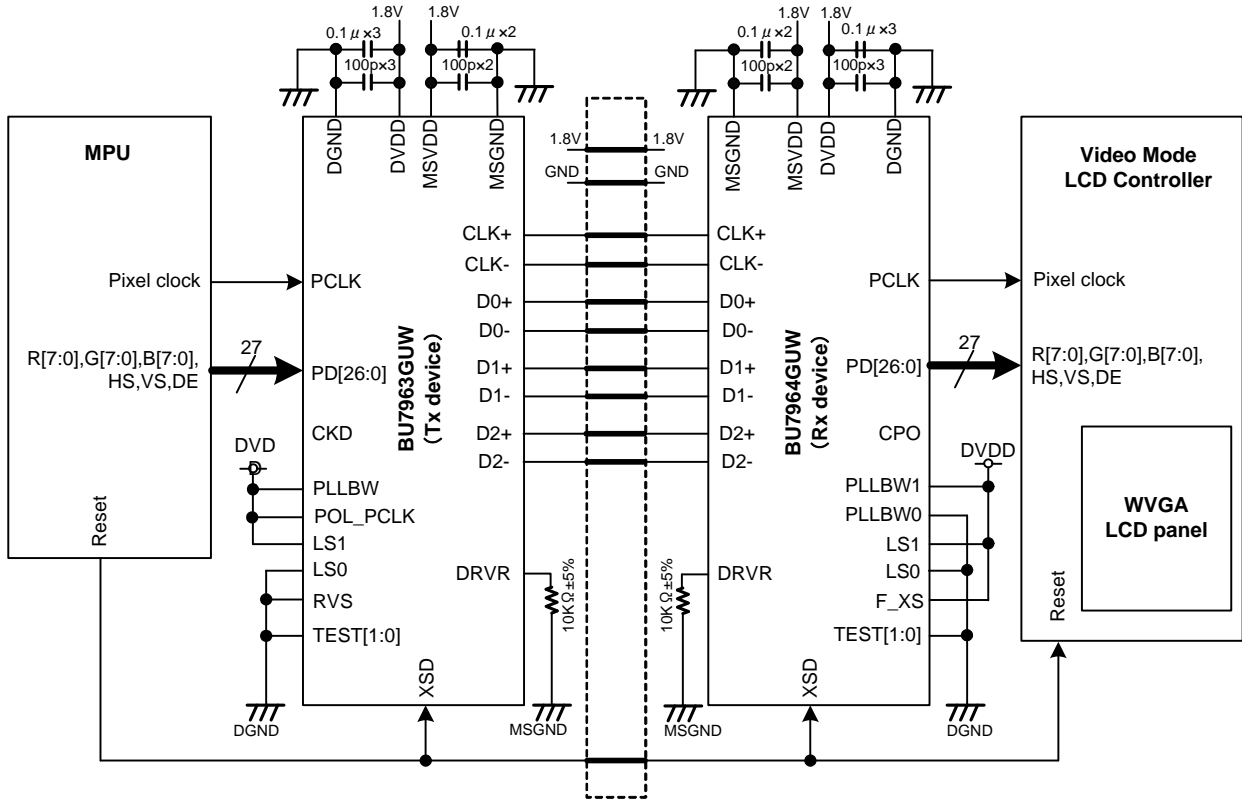 1.8V 1.8V
0.1μ×3 0.1μ×2
100p×3 100p×2
1.8V 1.8V
0.1μ×2 0.1μ×3
100p×2 100p×3
MPU
Pixel clock
R[7:0],G[7:0],B[7:0],
HS,VS,DE
27
Reset
DGND
DVDD
MSVDD
MSGND
PCLK
PD[26:0]
CKD
DVD
D
PLLBW
POL_PCLK
LS1
LS0
RVS
TEST[1:0]
DGND
BU7963GUW
(Tx device)
XSD
CLK+
CLK-
D0+
D0-
D1+
D1-
D2+
D2-
DRVR
10KΩ±5%
MSGND
1.8V 1.8V
GND GND
MSGND
MSVDD
DVDD
DGND
CLK+
CLK-
D0+
D0-
D1+
D1-
D2+
D2-
DRVR
10KΩ±5%
MSGND
BU7964GUW
(Rx device)
XSD
PCLK
PD[26:0]
CPO
DVDD
PLLBW1
PLLBW0
LS1
LS0
F_XS
TEST[1:0]
DGND
27
Video Mode
LCD Controller
Pixel clock
R[7:0],G[7:0],B[7:0],
HS,VS,DE
WVGA
LCD panel
Reset